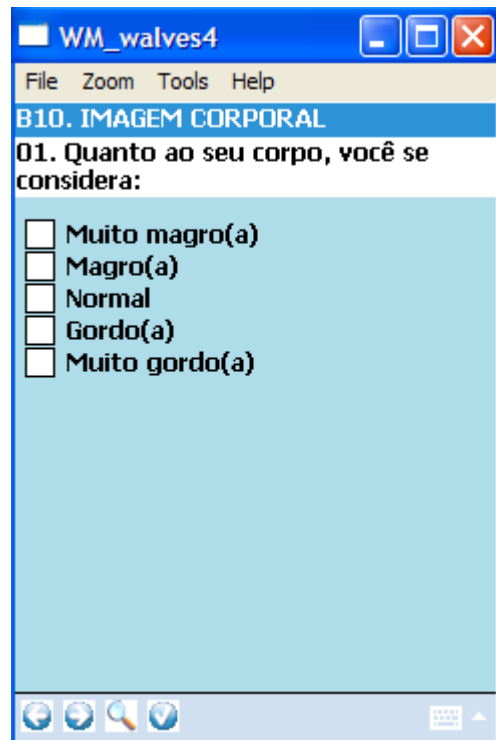 WM_walves4
File Zoom Tools Help
B10. IMAGEM CORPORAL
01. Quanto ao seu corpo, você se
considera:
Muito magro(a)
Magro(a)
Normal
Gordo(a)
Muito gordo(a)